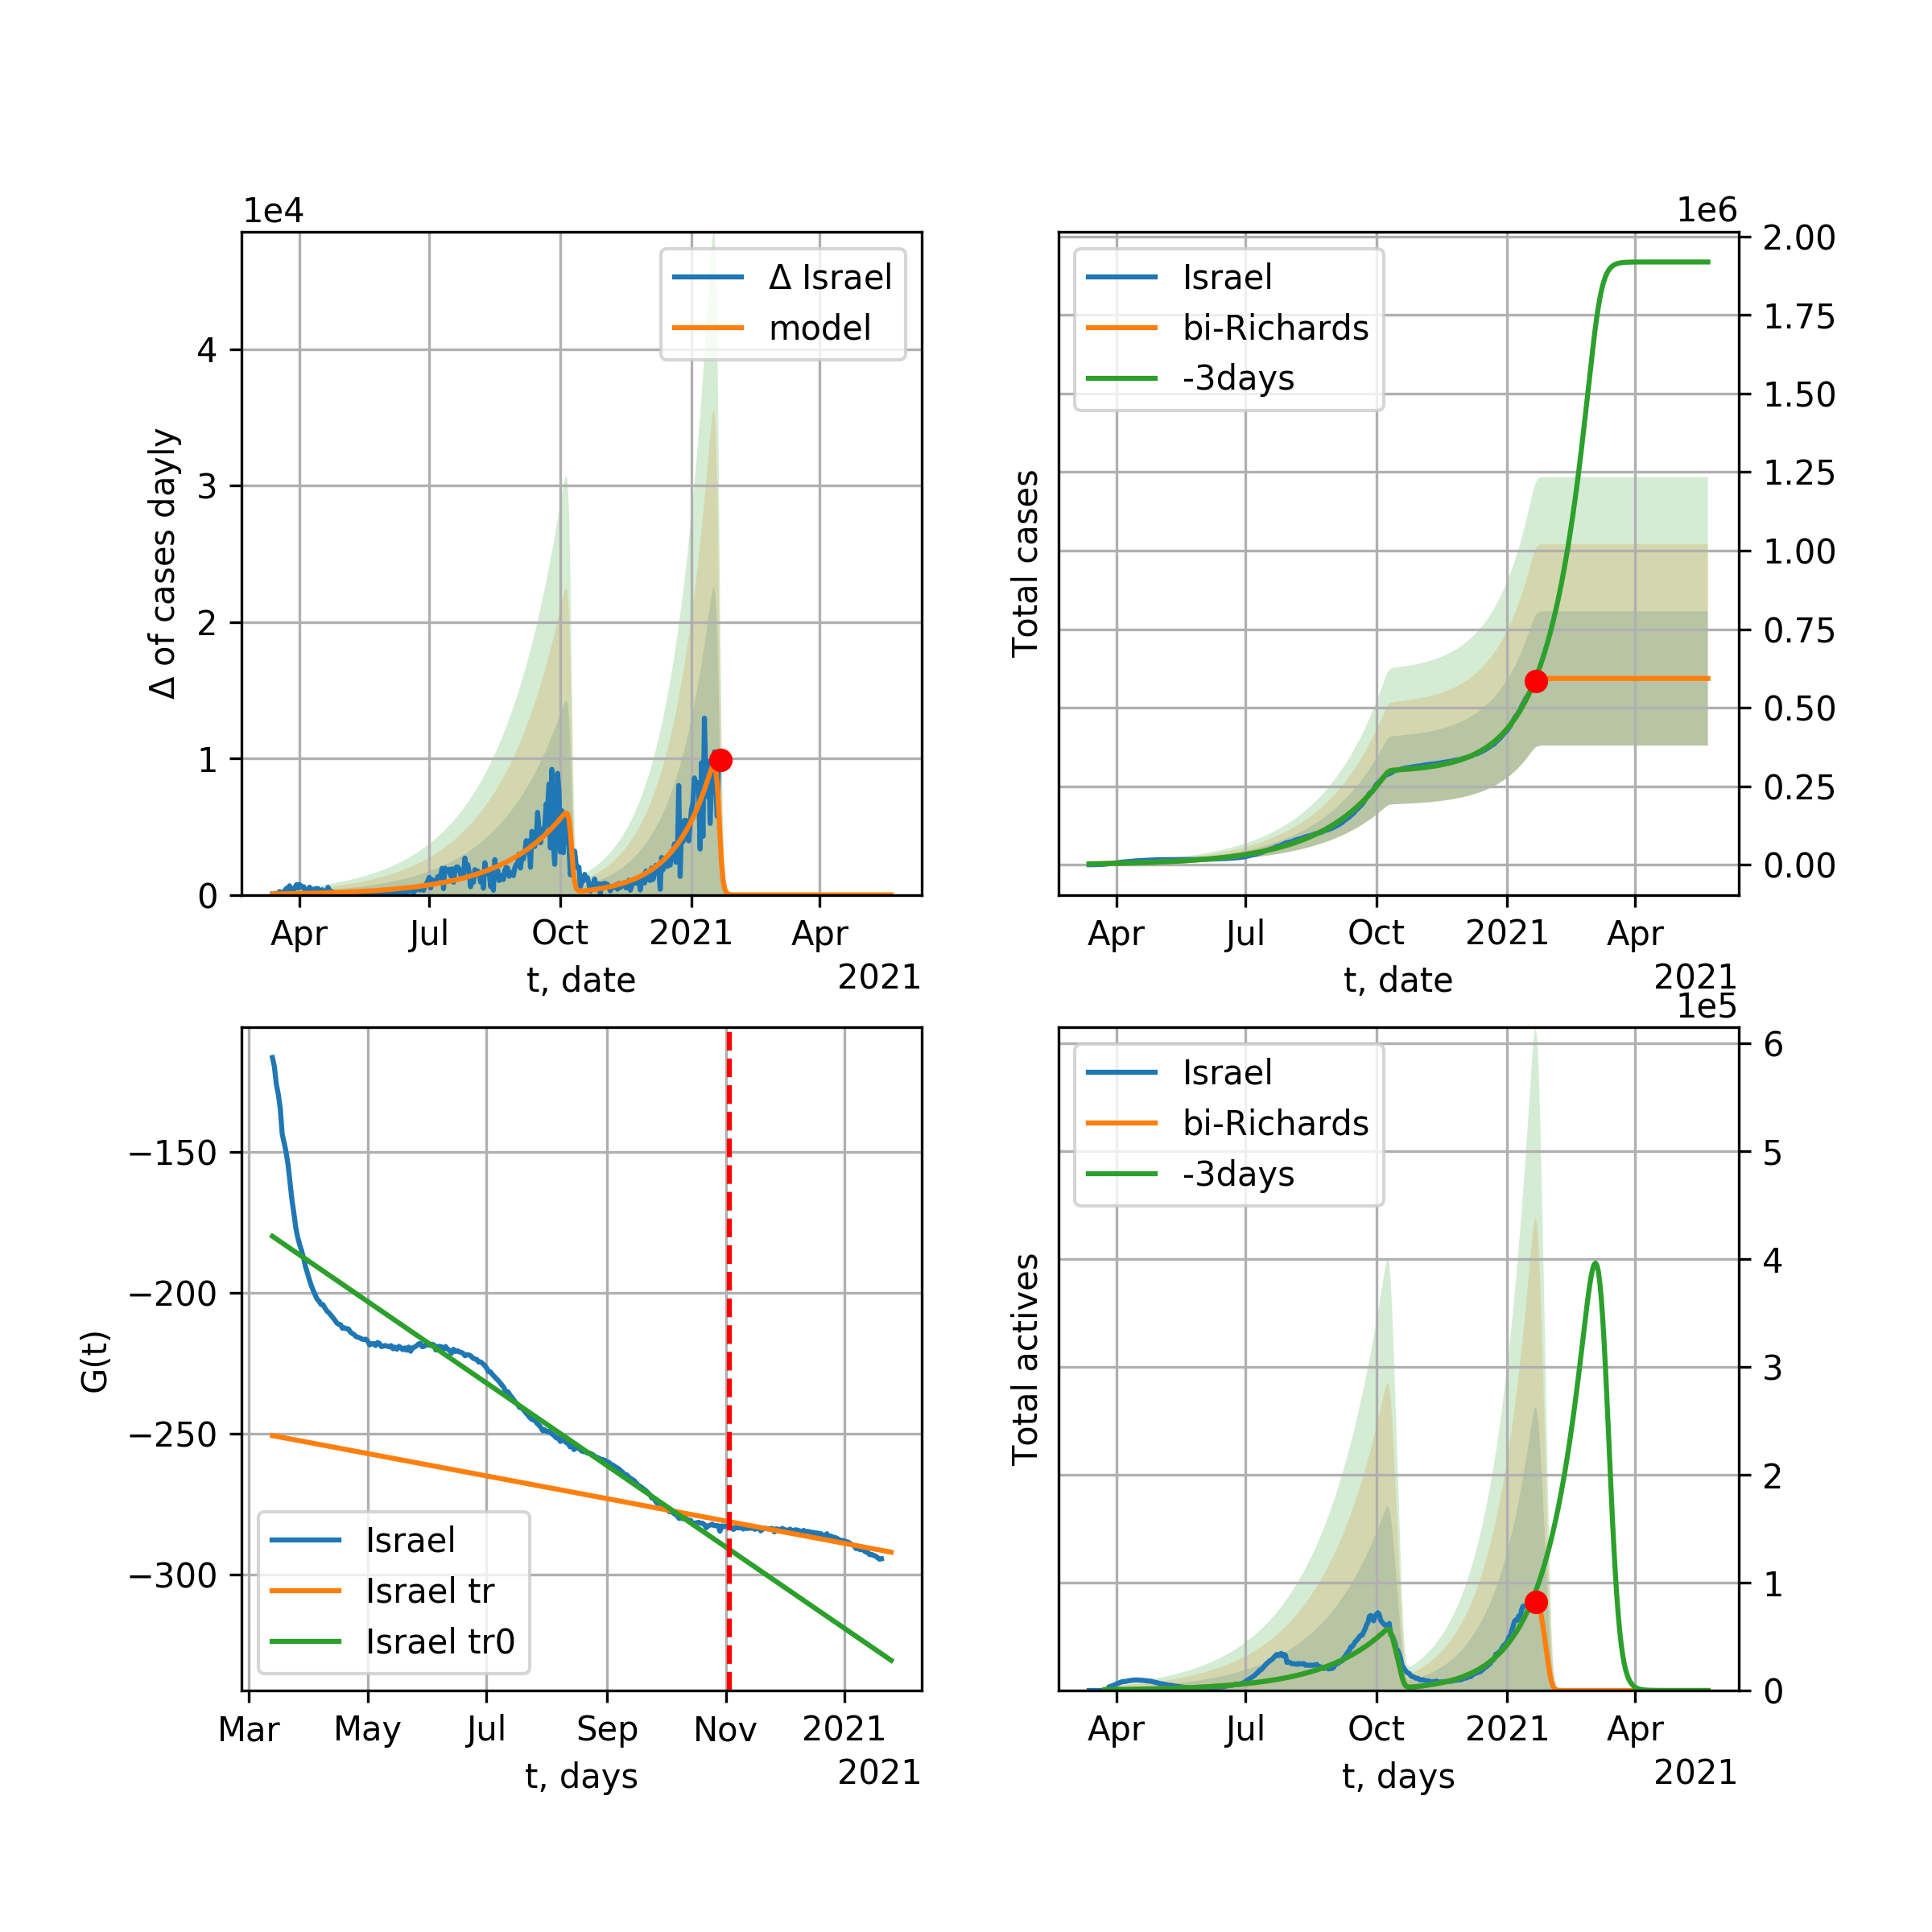 1e4
Δ of cases dayly
4
3
2
1
0
Δ Israel
model
Apr
Jul
Oct
2021
Apr
t, date
2021
1e6
Total cases
Israel
bi-Richards
-3days
2.00
1.75
1.50
1.25
1.00
0.75
0.50
0.25
0.00
Apr
Jul
Oct
2021
Apr
t, date
2021
G(t)
−150
−200
−250
−300
Israel
Israel tr
Israel tr0
Mar
May
Jul
Sep
Nov
2021
t, days
2021
1e5
Total actives
Israel
bi-Richards
-3days
6
5
4
3
2
1
0
Apr
Jul
Oct
2021
Apr
t, days
2021